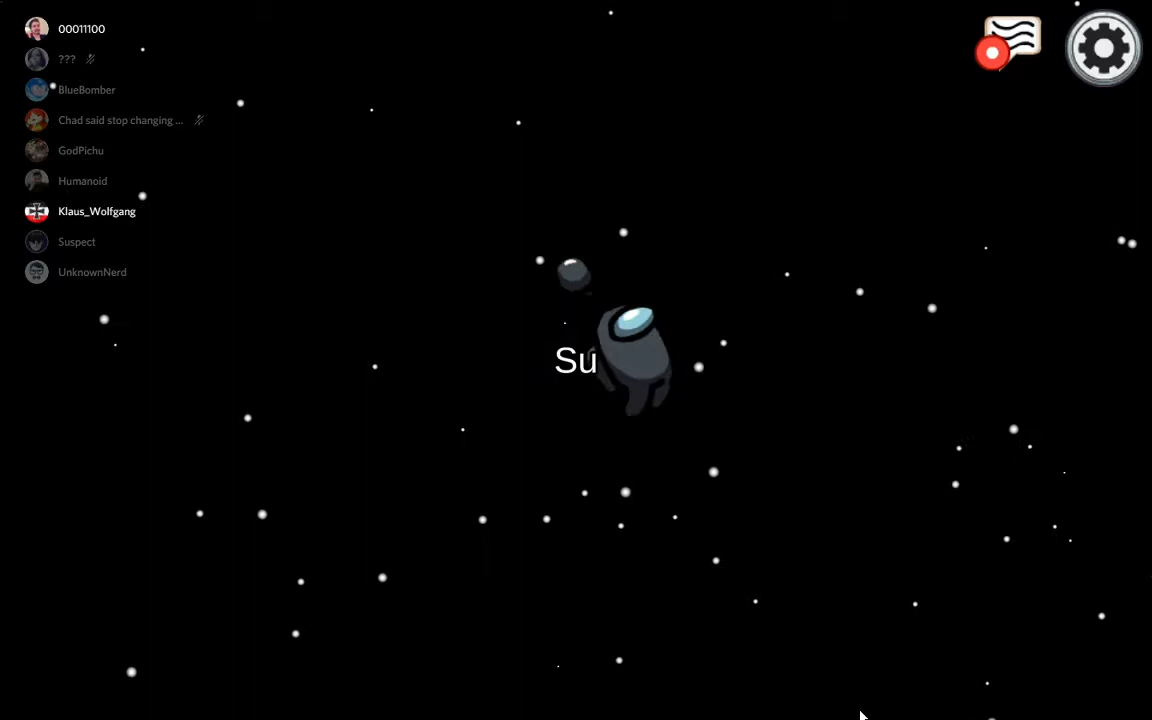 00011100
???
BlueBomber
Chad said stop changing ...
GodPichu
Humanoid
Klaus_Wolfgang
Suspect
UnknownNerd
Su